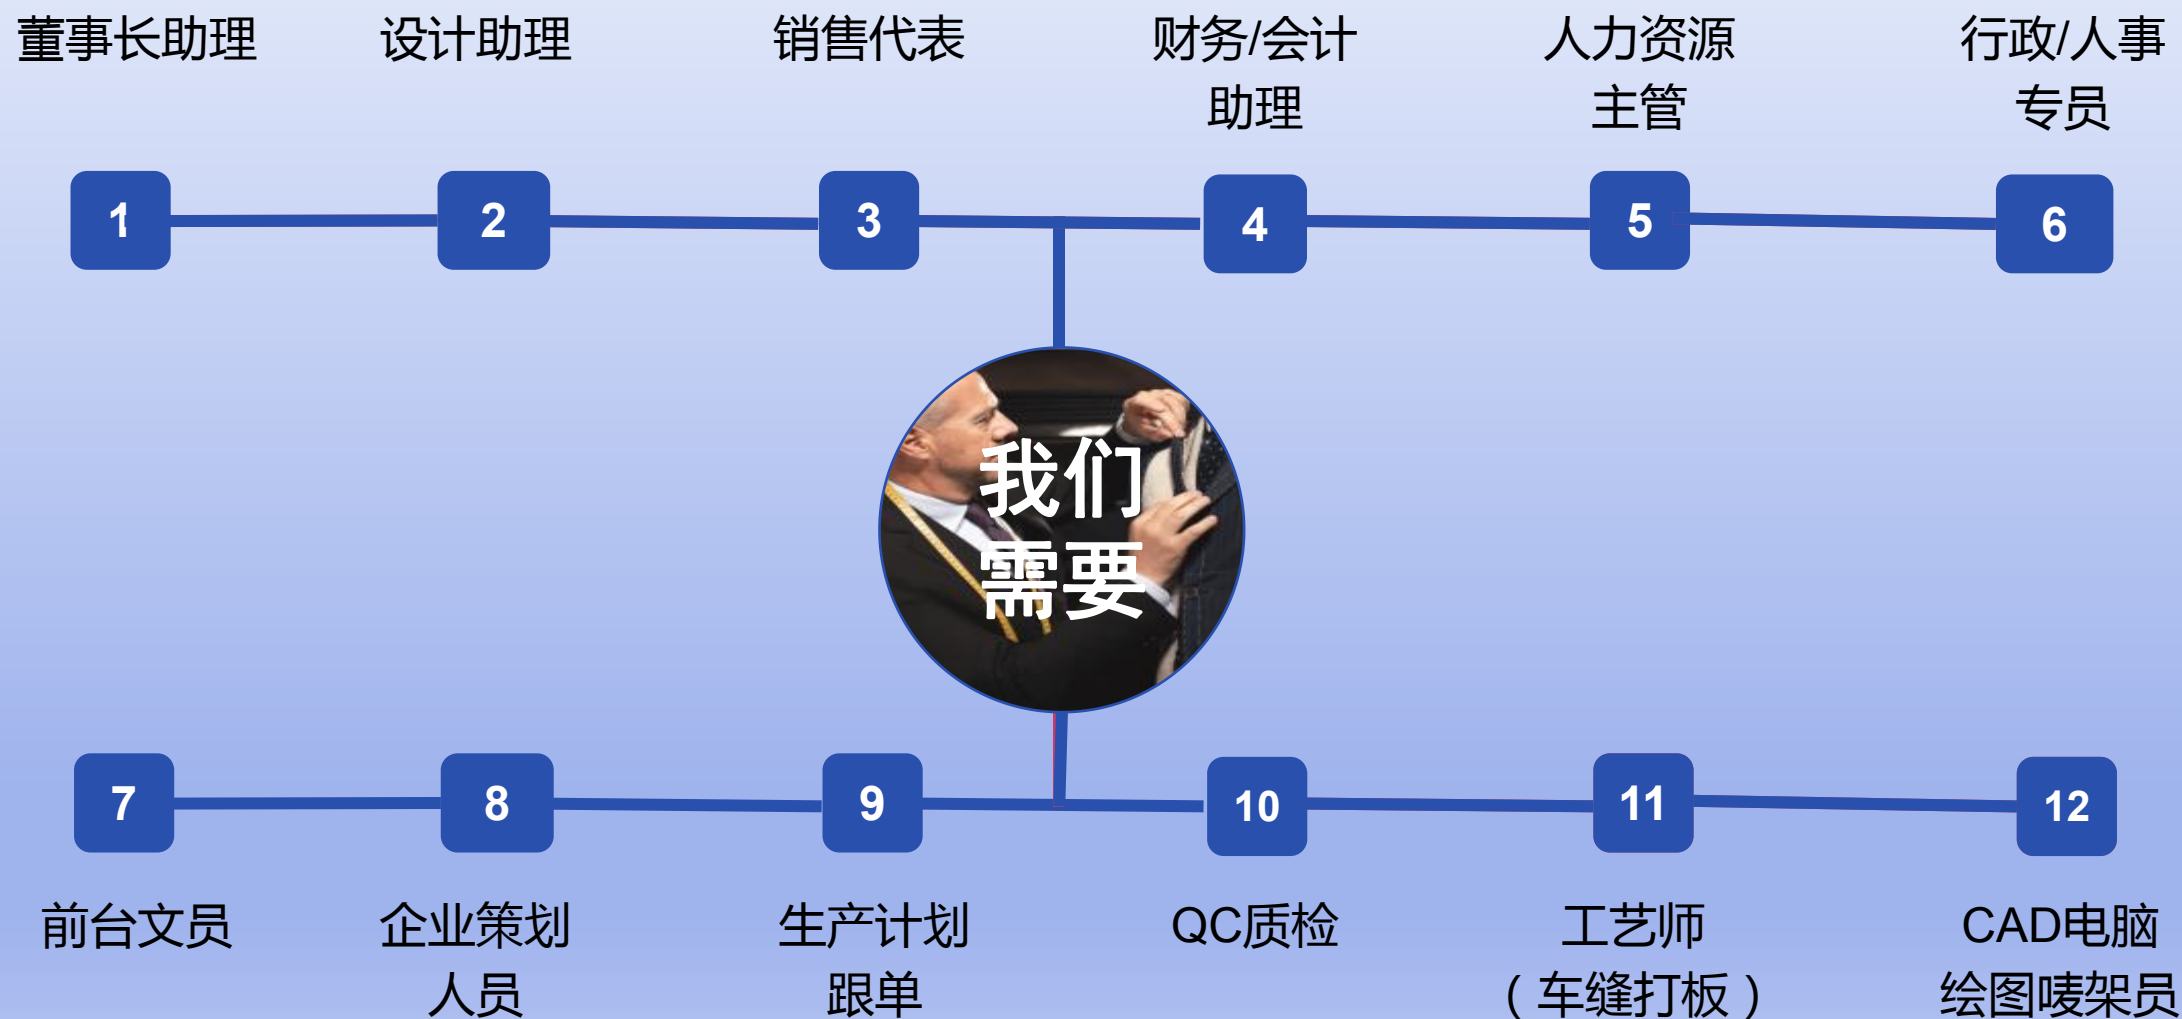 董事长助理
设计助理
销售代表
财务/会计
助理
人力资源
主管
行政/人事
专员
1
2
3
4
5
6
我们
需要
7
8
9
10
11
12
前台文员
企业策划
人员
生产计划
跟单
QC质检
工艺师
（车缝打板）
CAD电脑
绘图唛架员